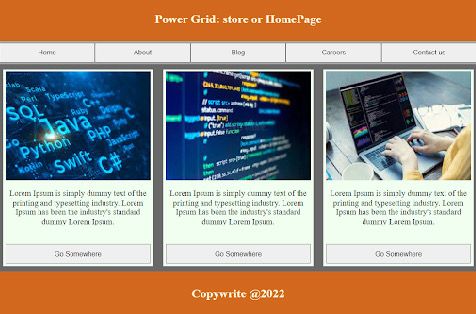 Power Grid: store or HomePage
Home
About
Blog
Careers
Contact us
SQL
Java
TypeScript
Perl
Python
PHP
JavaScript
Swift
C#
Lorem Ipsum is simply dummy text of the
printing and typesetting industry. Lorem
Ipsum has been the industry's standard
dummy Lorem Ipsum.
Go Somewhere
Lorem Ipsum is simply dummy text of the
printing and typesetting industry. Lorem
Ipsum has been the industry's standard
dummy Lorem Ipsum.
Go Somewhere
Lorem Ipsum is simply dummy text of the
printing and typesetting industry. Lorem
Ipsum has been the industry's standard
dummy Lorem Ipsum.
Go Somewhere
Copywrite @2022